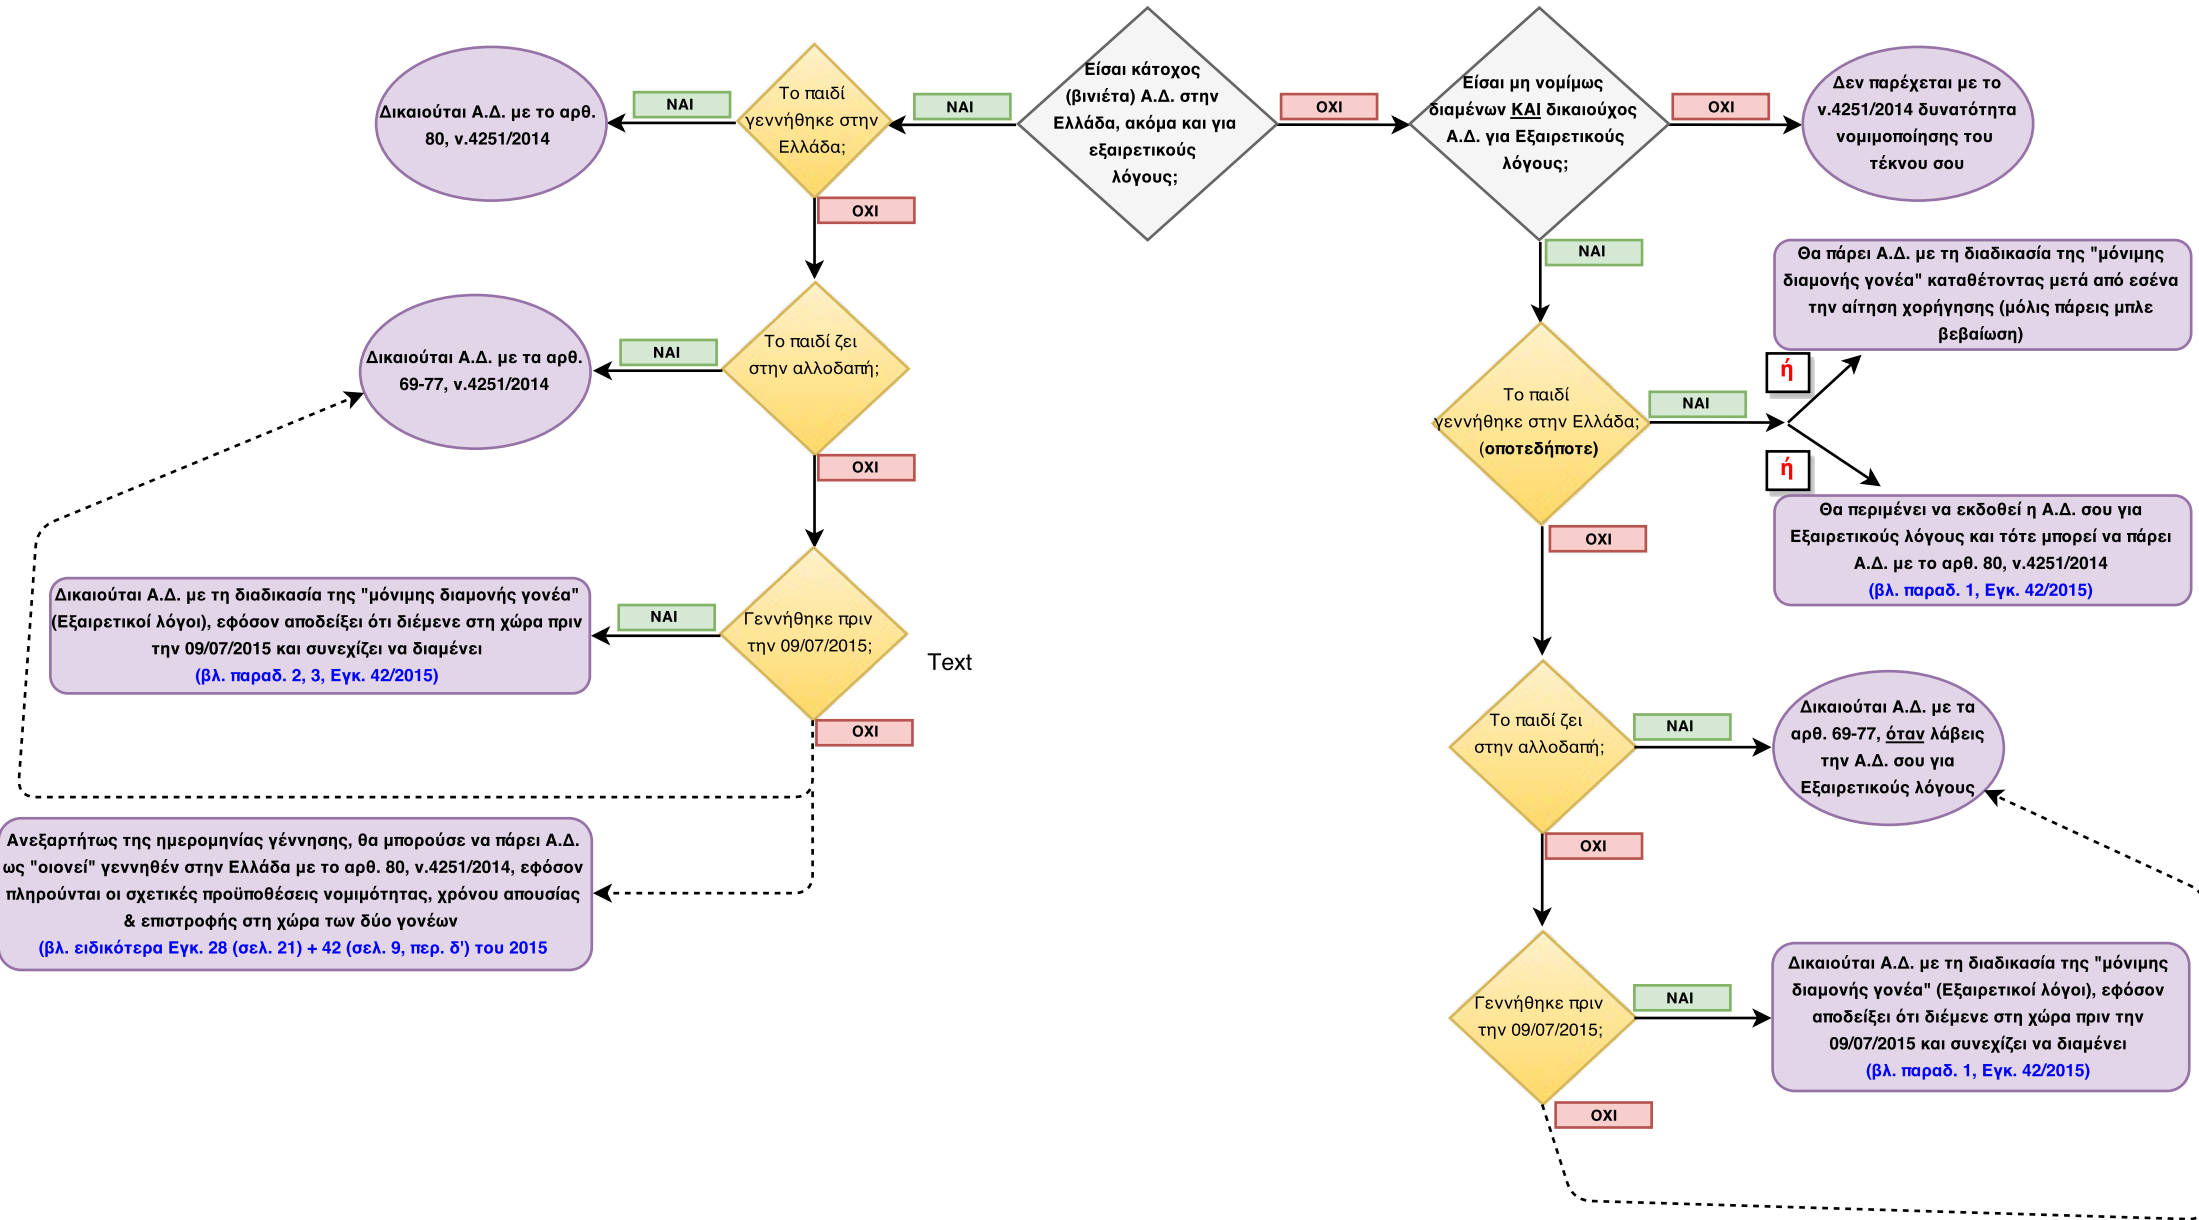 Είσαι κάτοχος
(βινιέτα) Α.Δ. στην
Ελλάδα, ακόμα και για
εξαιρετικούς
λόγους;
ΝΑΙ
ΟΧΙ
Το παιδί
γεννήθηκε στην
Ελλάδα;
ΝΑΙ
Δικαιούται Α.Δ. με το αρθ.
80, ν.4251/2014
ΟΧΙ
Το παιδί ζει
στην αλλοδαπή;
ΝΑΙ
Δικαιούται Α.Δ. με τα αρθ.
69-77, ν.4251/2014
ΟΧΙ
Γεννήθηκε πριν
την 09/07/2015;
ΝΑΙ
Δικαιούται Α.Δ. με τη διαδικασία της "μόνιμης διαμονής γονέα"
(Εξαιρετικοί λόγοι), εφόσον αποδείξει ότι διέμενε στη χώρα πριν
την 09/07/2015 και συνεχίζει να διαμένει
(βλ. παραδ. 2, 3, Εγκ. 42/2015)
Text
ΟΧΙ
Ανεξαρτήτως της ημερομηνίας γέννησης, θα μπορούσε να πάρει Α.Δ.
ως "οιονεί" γεννηθέν στην Ελλάδα με το αρθ. 80, ν.4251/2014, εφόσον
πληρούνται οι σχετικές προϋποθέσεις νομιμότητας, χρόνου απουσίας
& επιστροφής στη χώρα των δύο γονέων
(βλ. ειδικότερα Εγκ. 28 (σελ. 21) + 42 (σελ. 9, περ. δ') του 2015
Είσαι μη νομίμως
διαμένων ΚΑΙ δικαιούχος
Α.Δ. για Εξαιρετικούς
λόγους;
ΟΧΙ
Δεν παρέχεται με το
ν.4251/2014 δυνατότητα
νομιμοποίησης του
τέκνου σου
ΝΑΙ
Το παιδί
γεννήθηκε στην Ελλάδα;
(οποτεδήποτε)
ΝΑΙ
ή
Θα πάρει Α.Δ. με τη διαδικασία της "μόνιμης
διαμονής γονέα" καταθέτοντας μετά από εσένα
την αίτηση χορήγησης (μόλις πάρεις μπλε
βεβαίωση)
ή
Θα περιμένει να εκδοθεί η Α.Δ. σου για
Εξαιρετικούς λόγους και τότε μπορεί να πάρει
Α.Δ. με το αρθ. 80, ν.4251/2014
(βλ. παραδ. 1, Εγκ. 42/2015)
ΟΧΙ
Το παιδί ζει
στην αλλοδαπή;
ΝΑΙ
Δικαιούται Α.Δ. με τα
αρθ. 69-77, όταν λάβεις
την Α.Δ. σου για
Εξαιρετικούς λόγους
ΟΧΙ
Γεννήθηκε πριν
την 09/07/2015;
ΝΑΙ
Δικαιούται Α.Δ. με τη διαδικασία της "μόνιμης
διαμονής γονέα" (Εξαιρετικοί λόγοι), εφόσον
αποδείξει ότι διέμενε στη χώρα πριν την
09/07/2015 και συνεχίζει να διαμένει
(βλ. παραδ. 1, Εγκ. 42/2015)
ΟΧΙ